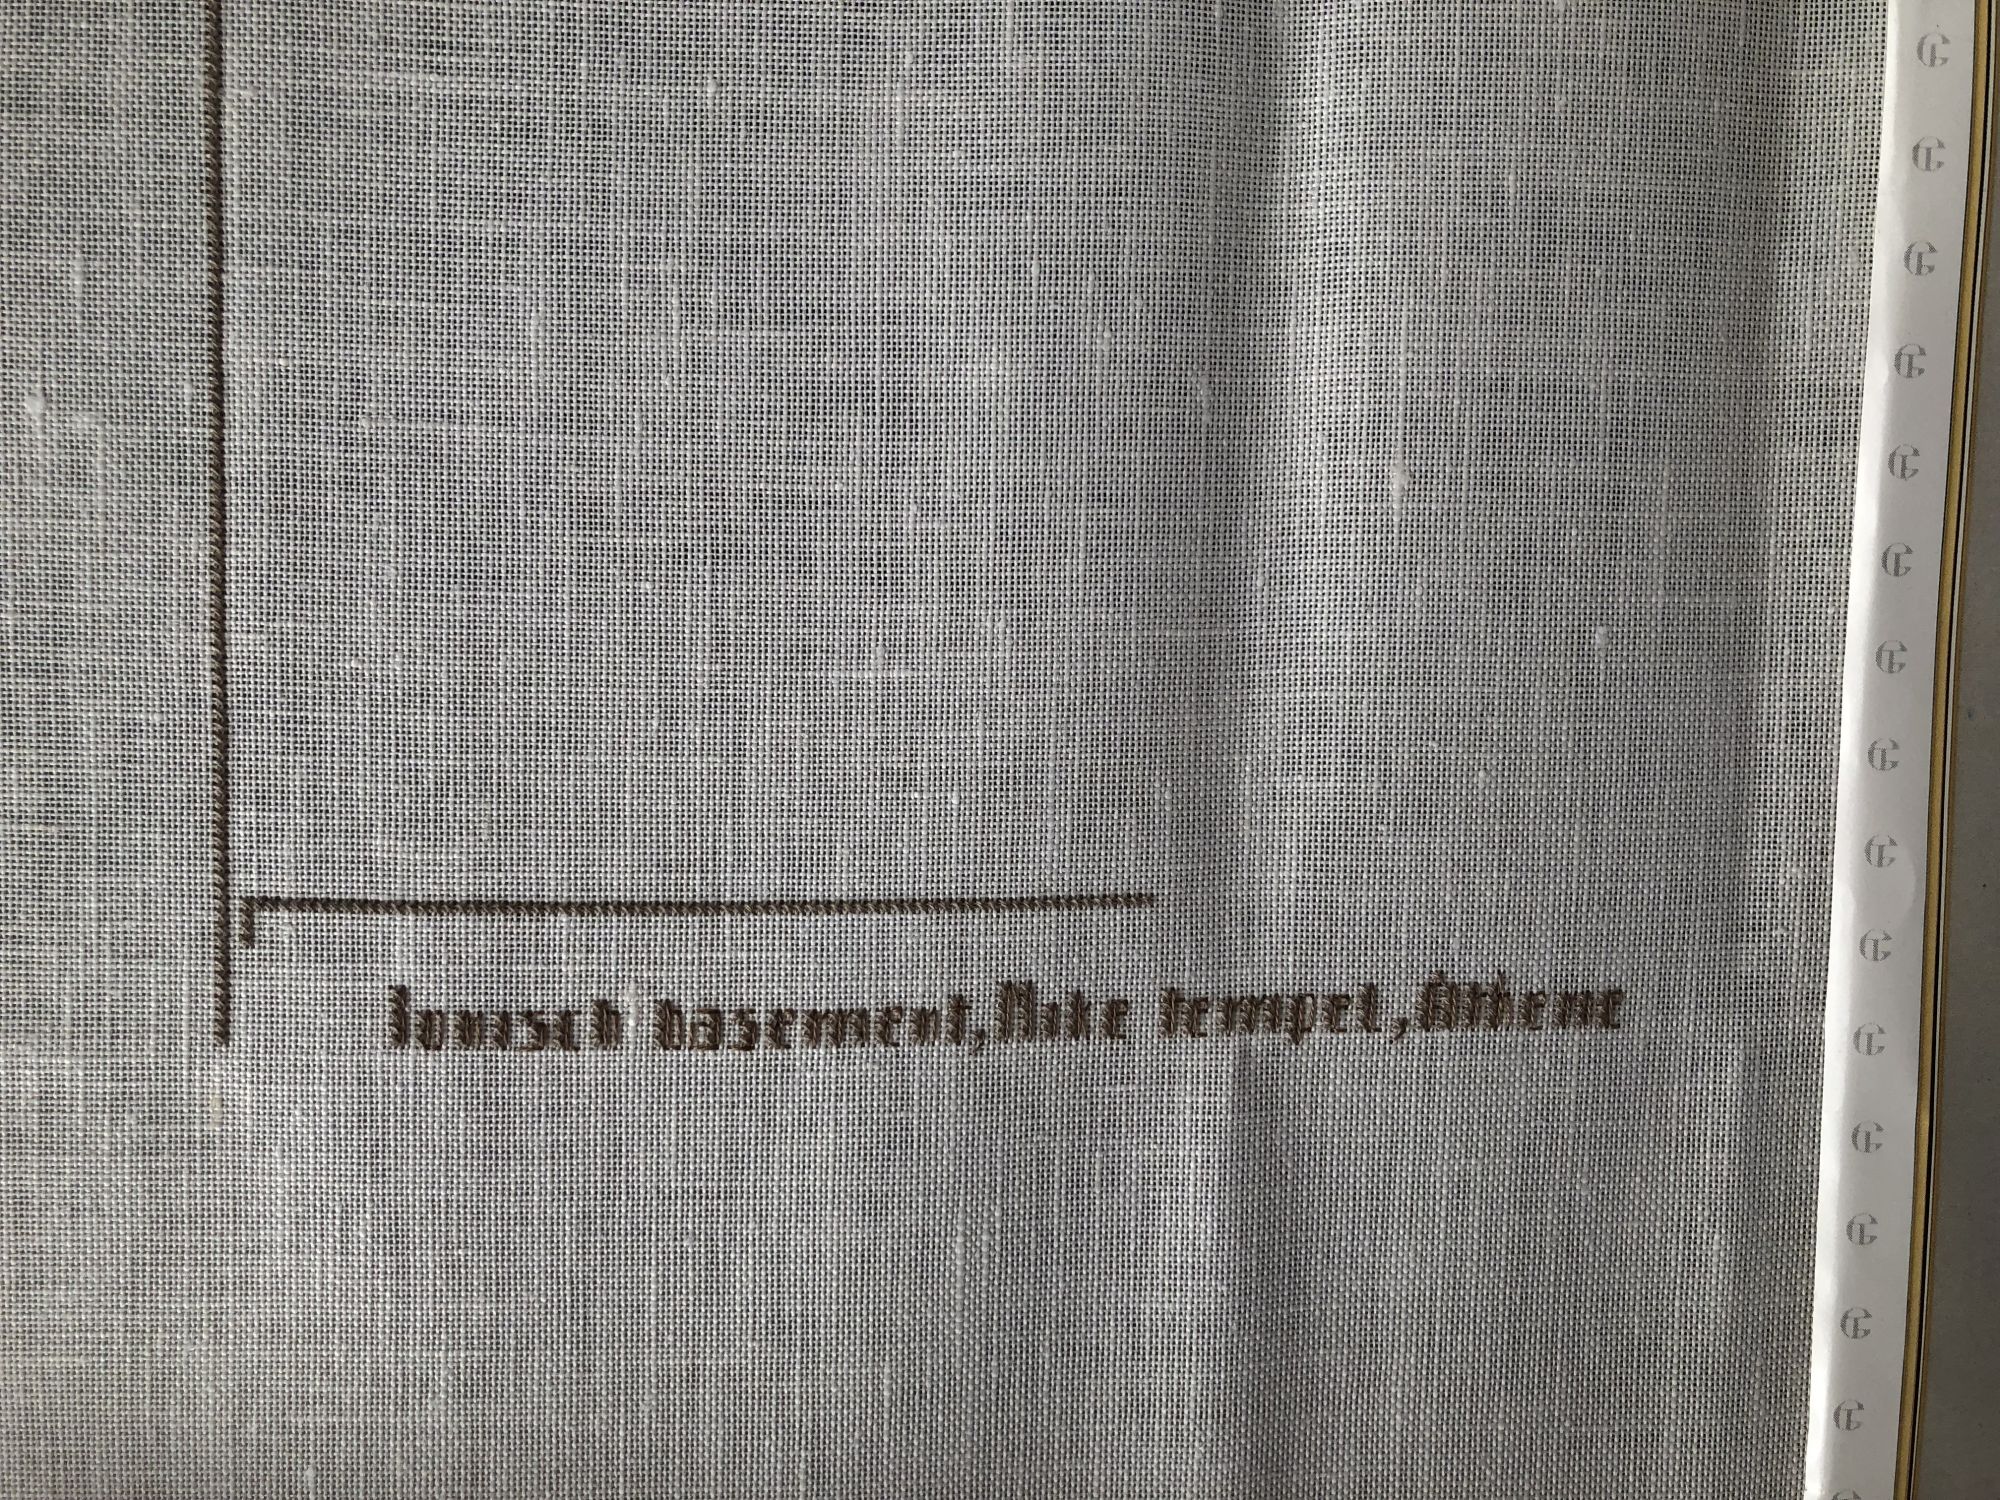 Ionisch basement, Nike tempel, Athene